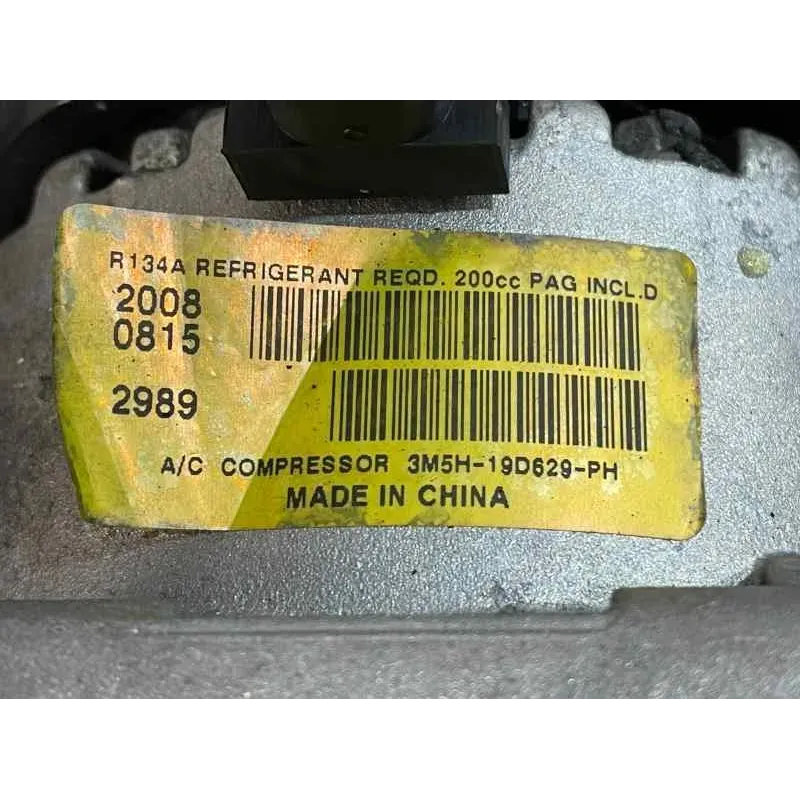 R134A REFRIGERANT REQD. 200cc PAG INCL.D
2008
0815
2989
A/C COMPRESSOR 3M5H-19D629-PH
MADE IN CHINA